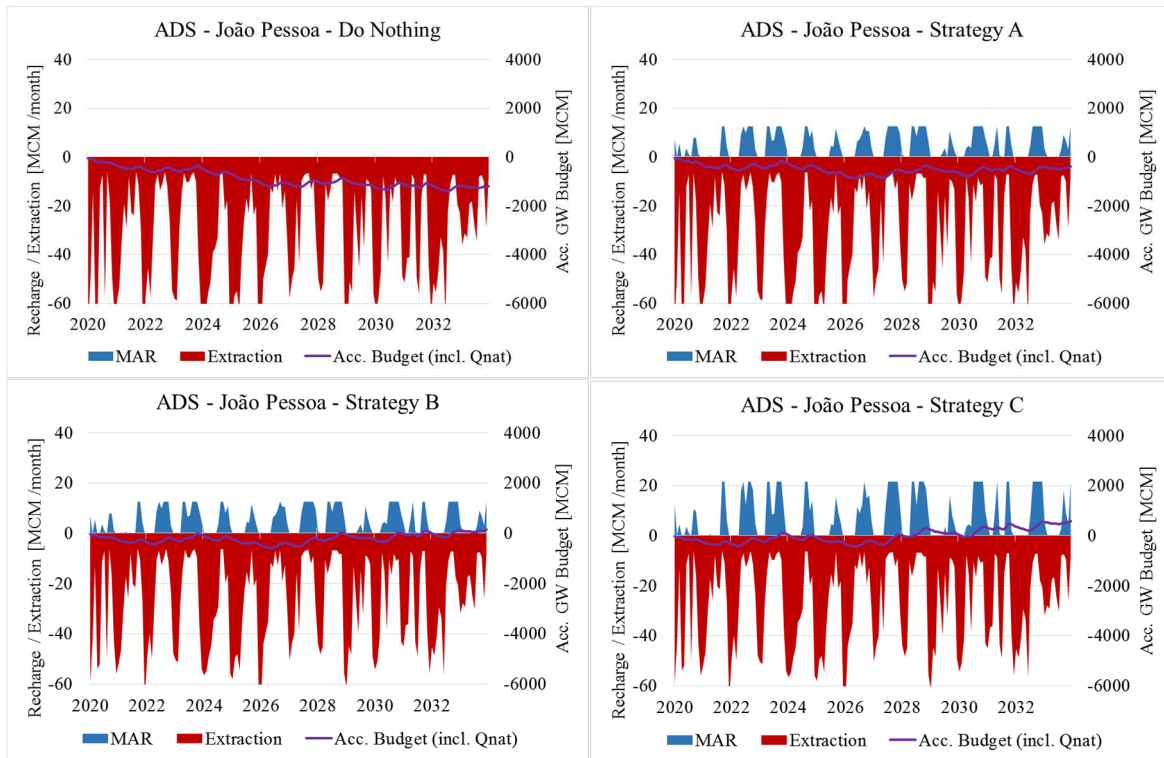 ADS - João Pessoa - Do Nothing
Recharge / Extraction [MCM /month]
40
20
0
-20
-40
-60
4000
2000
0
-2000
-4000
-6000
Acc. GW Budget [MCM]
2020 2022 2024 2026 2028 2030 2032
MAR Extraction Acc. Budget (incl. Qnat)
ADS - João Pessoa - Strategy A
Recharge / Extraction [MCM /month]
40
20
0
-20
-40
-60
4000
2000
0
-2000
-4000
-6000
Acc. GW Budget [MCM]
2020 2022 2024 2026 2028 2030 2032
MAR Extraction Acc. Budget (incl. Qnat)
ADS - João Pessoa - Strategy B
Recharge / Extraction [MCM /month]
40
20
0
-20
-40
-60
4000
2000
0
-2000
-4000
-6000
Acc. GW Budget [MCM]
2020 2022 2024 2026 2028 2030 2032
MAR Extraction Acc. Budget (incl. Qnat)
ADS - João Pessoa - Strategy C
Recharge / Extraction [MCM /month]
40
20
0
-20
-40
-60
4000
2000
0
-2000
-4000
-6000
Acc. GW Budget [MCM]
2020 2022 2024 2026 2028 2030 2032
MAR Extraction Acc. Budget (incl. Qnat)